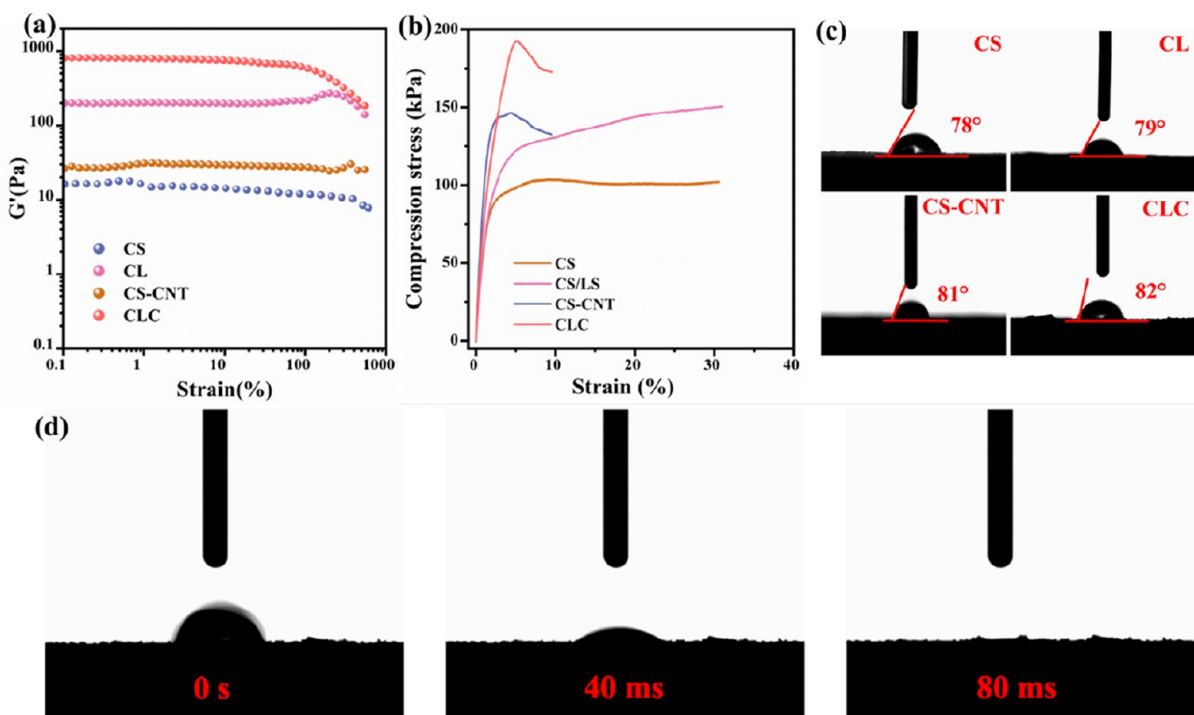 (a)
G'(Pa)
1000
100
10
1
0.1
CS
CL
CS-CNT
CLC
0.1 1 10 100 1000
Strain(%)
(b)
Compression stress (kPa)
200
150
100
50
0
CS
CS/LS
CS-CNT
CLC
0 10 20 30 40
Strain (%)
(c)
CS
78°
CL
79°
CS-CNT
81°
CLC
82°
(d)
0 s
40 ms
80 ms